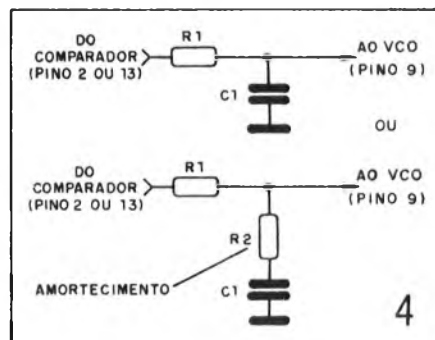 DO
COMPARADOR
(PINO 2 OU 13)
R1
AO VCO
(PINO 9)
C1
OU
DO
COMPARADOR
(PINO 2 OU 13)
R1
AO VCO
(PINO 9)
R2
AMORTECIMENTO
C1
4